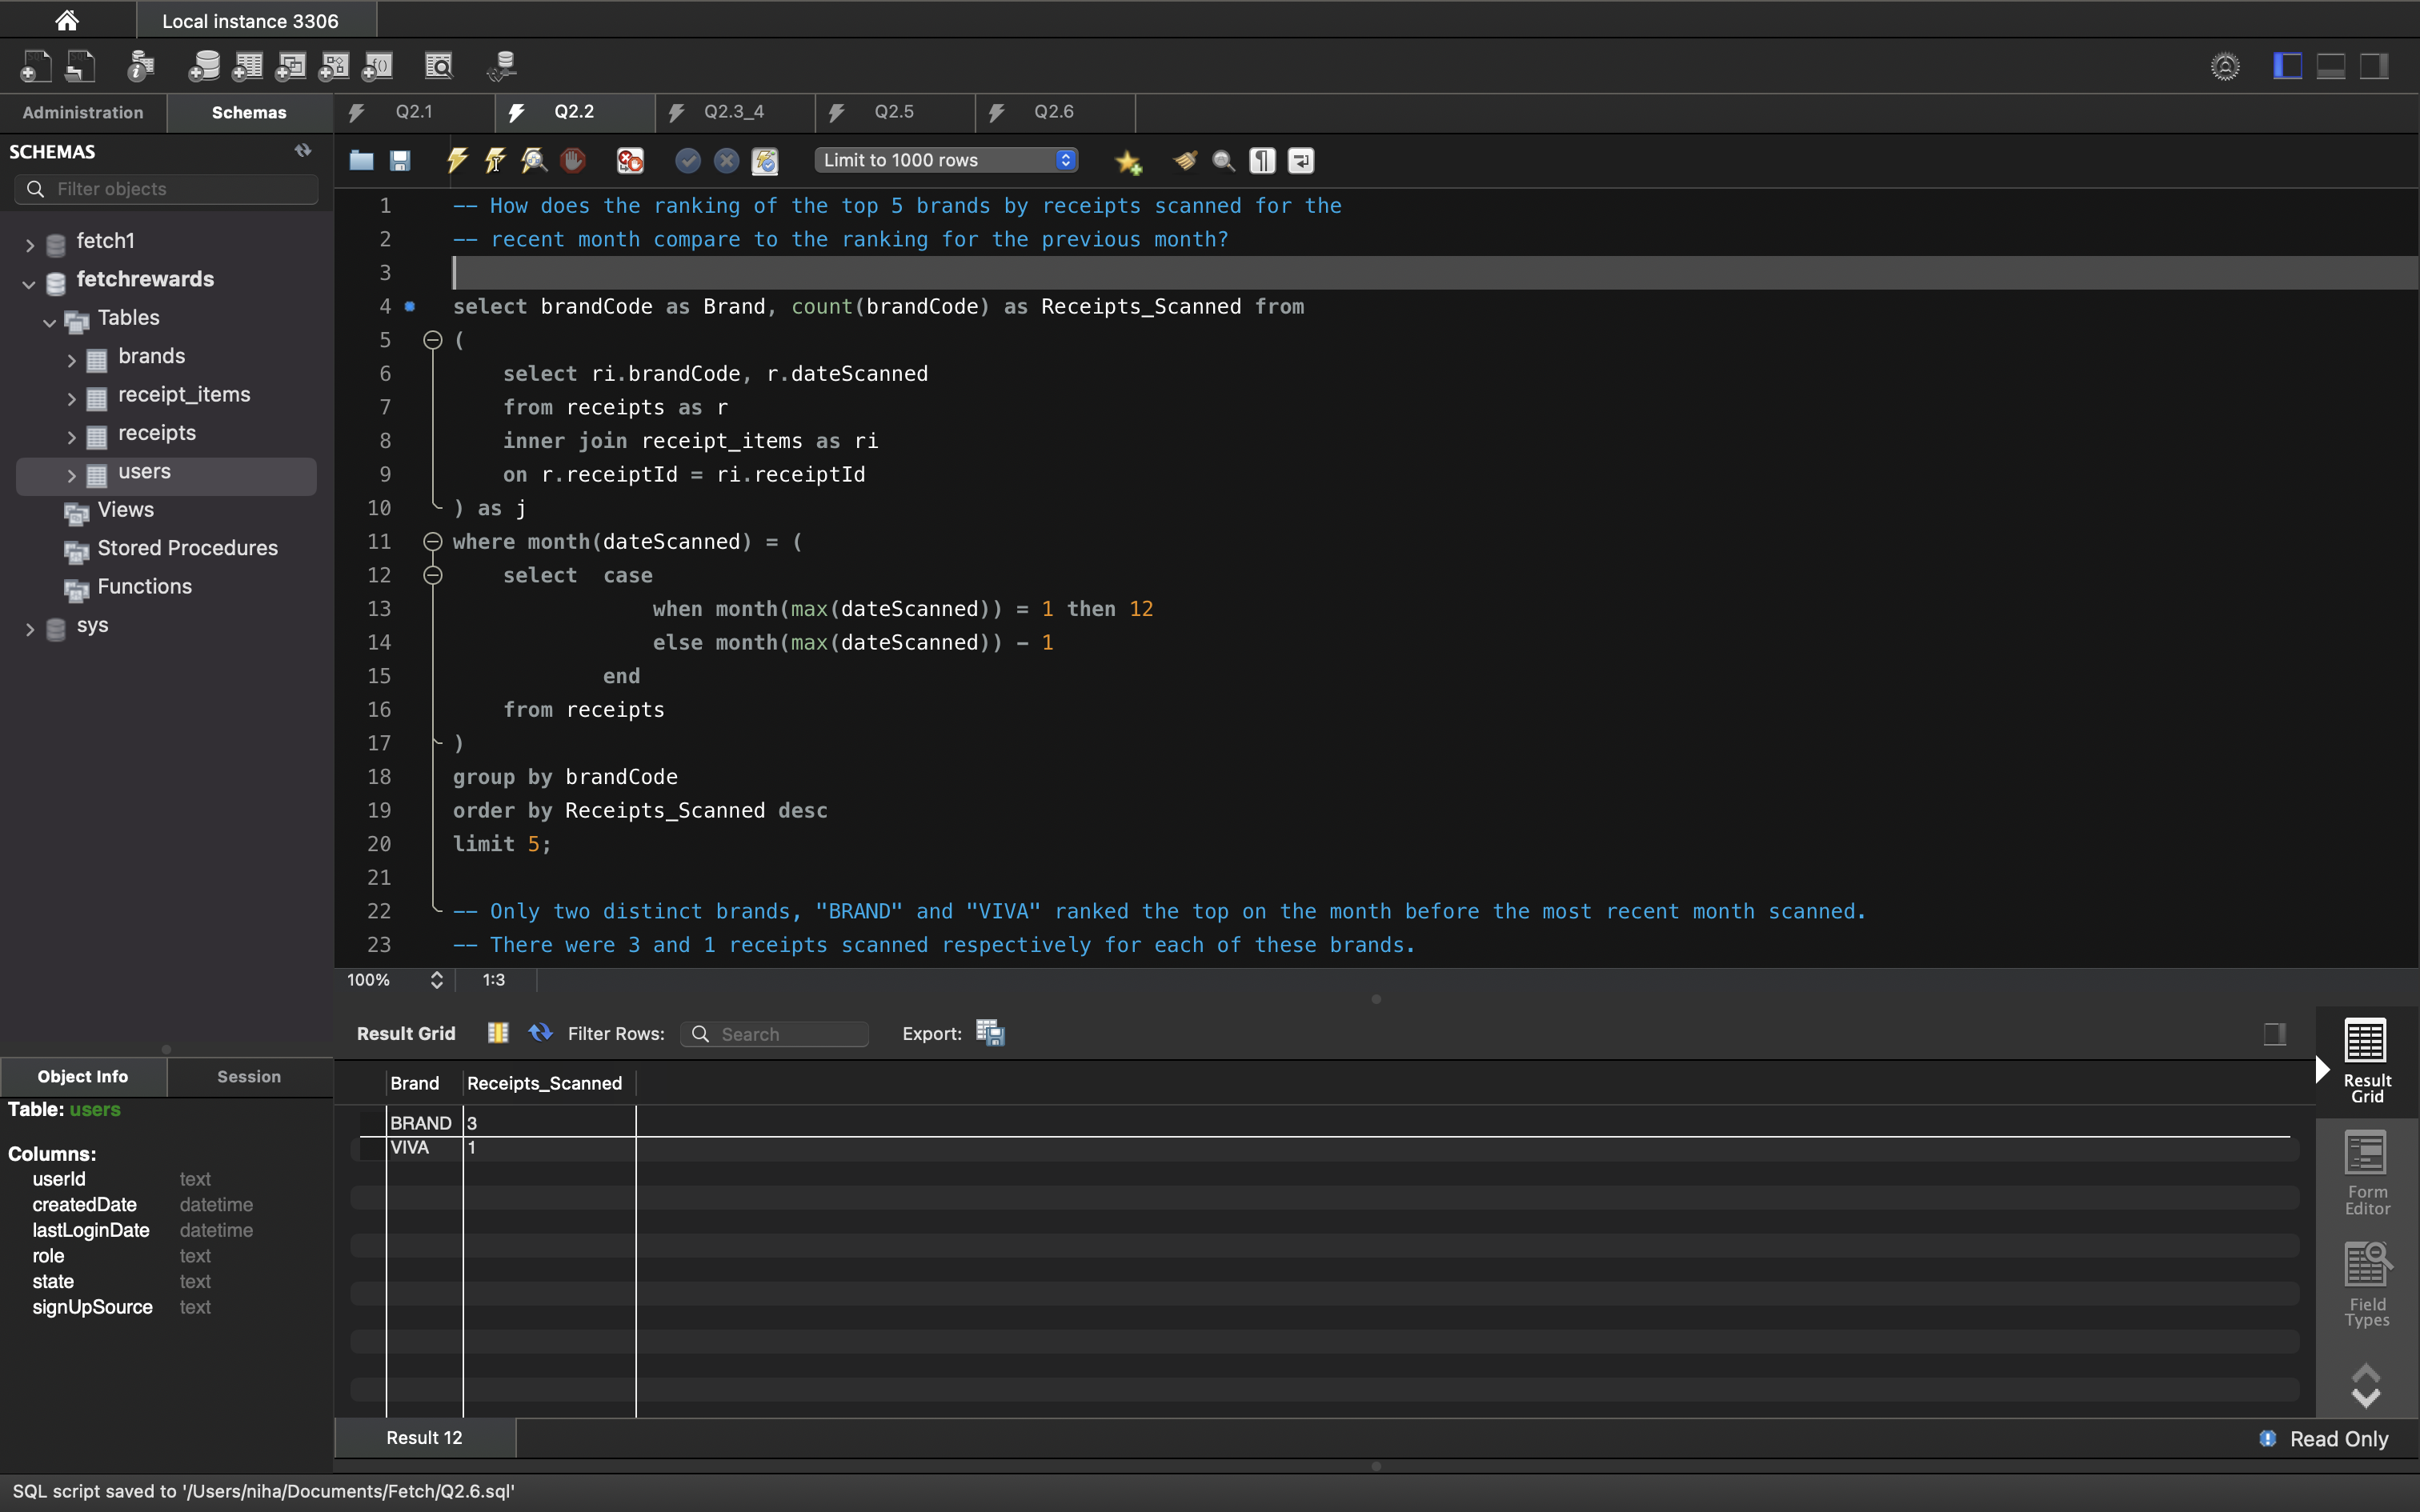 Local instance 3306
Administration
Schemas
Q2.1
Q2.2
Q2.3_4
Q2.5
Q2.6
SCHEMAS
Filter objects
fetch1
fetchrewards
Tables
brands
receipt_items
receipts
users
Views
Stored Procedures
Functions
sys
Limit to 1000 rows
1 -- How does the ranking of the top 5 brands by receipts scanned for the
2 -- recent month compare to the ranking for the previous month?
3
4 select brandCode as Brand, count(brandCode) as Receipts_Scanned from
5 (
6 select ri.brandCode, r.dateScanned
7 from receipts as r
8 inner join receipt_items as ri
9 on r.receiptId = ri.receiptId
10 ) as j
11 where month(dateScanned) = (
12 select  case
13 when month(max(dateScanned)) = 1 then 12
14 else month(max(dateScanned)) - 1
15 end
16 from receipts
17 )
18 group by brandCode
19 order by Receipts_Scanned desc
20 limit 5;
21
22 -- Only two distinct brands, "BRAND" and "VIVA" ranked the top on the month before the most recent month scanned.
23 -- There were 3 and 1 receipts scanned respectively for each of these brands.
100% 1:3
Result Grid Filter Rows: Search Export:
Brand Receipts_Scanned
BRAND 3
VIVA 1
Result
Grid
Form
Editor
Field
Types
Object Info
Session
Table: users
Columns:
userId text
createdDate datetime
lastLoginDate datetime
role text
state text
signUpSource text
Result 12
Read Only
SQL script saved to '/Users/niha/Documents/Fetch/Q2.6.sql'